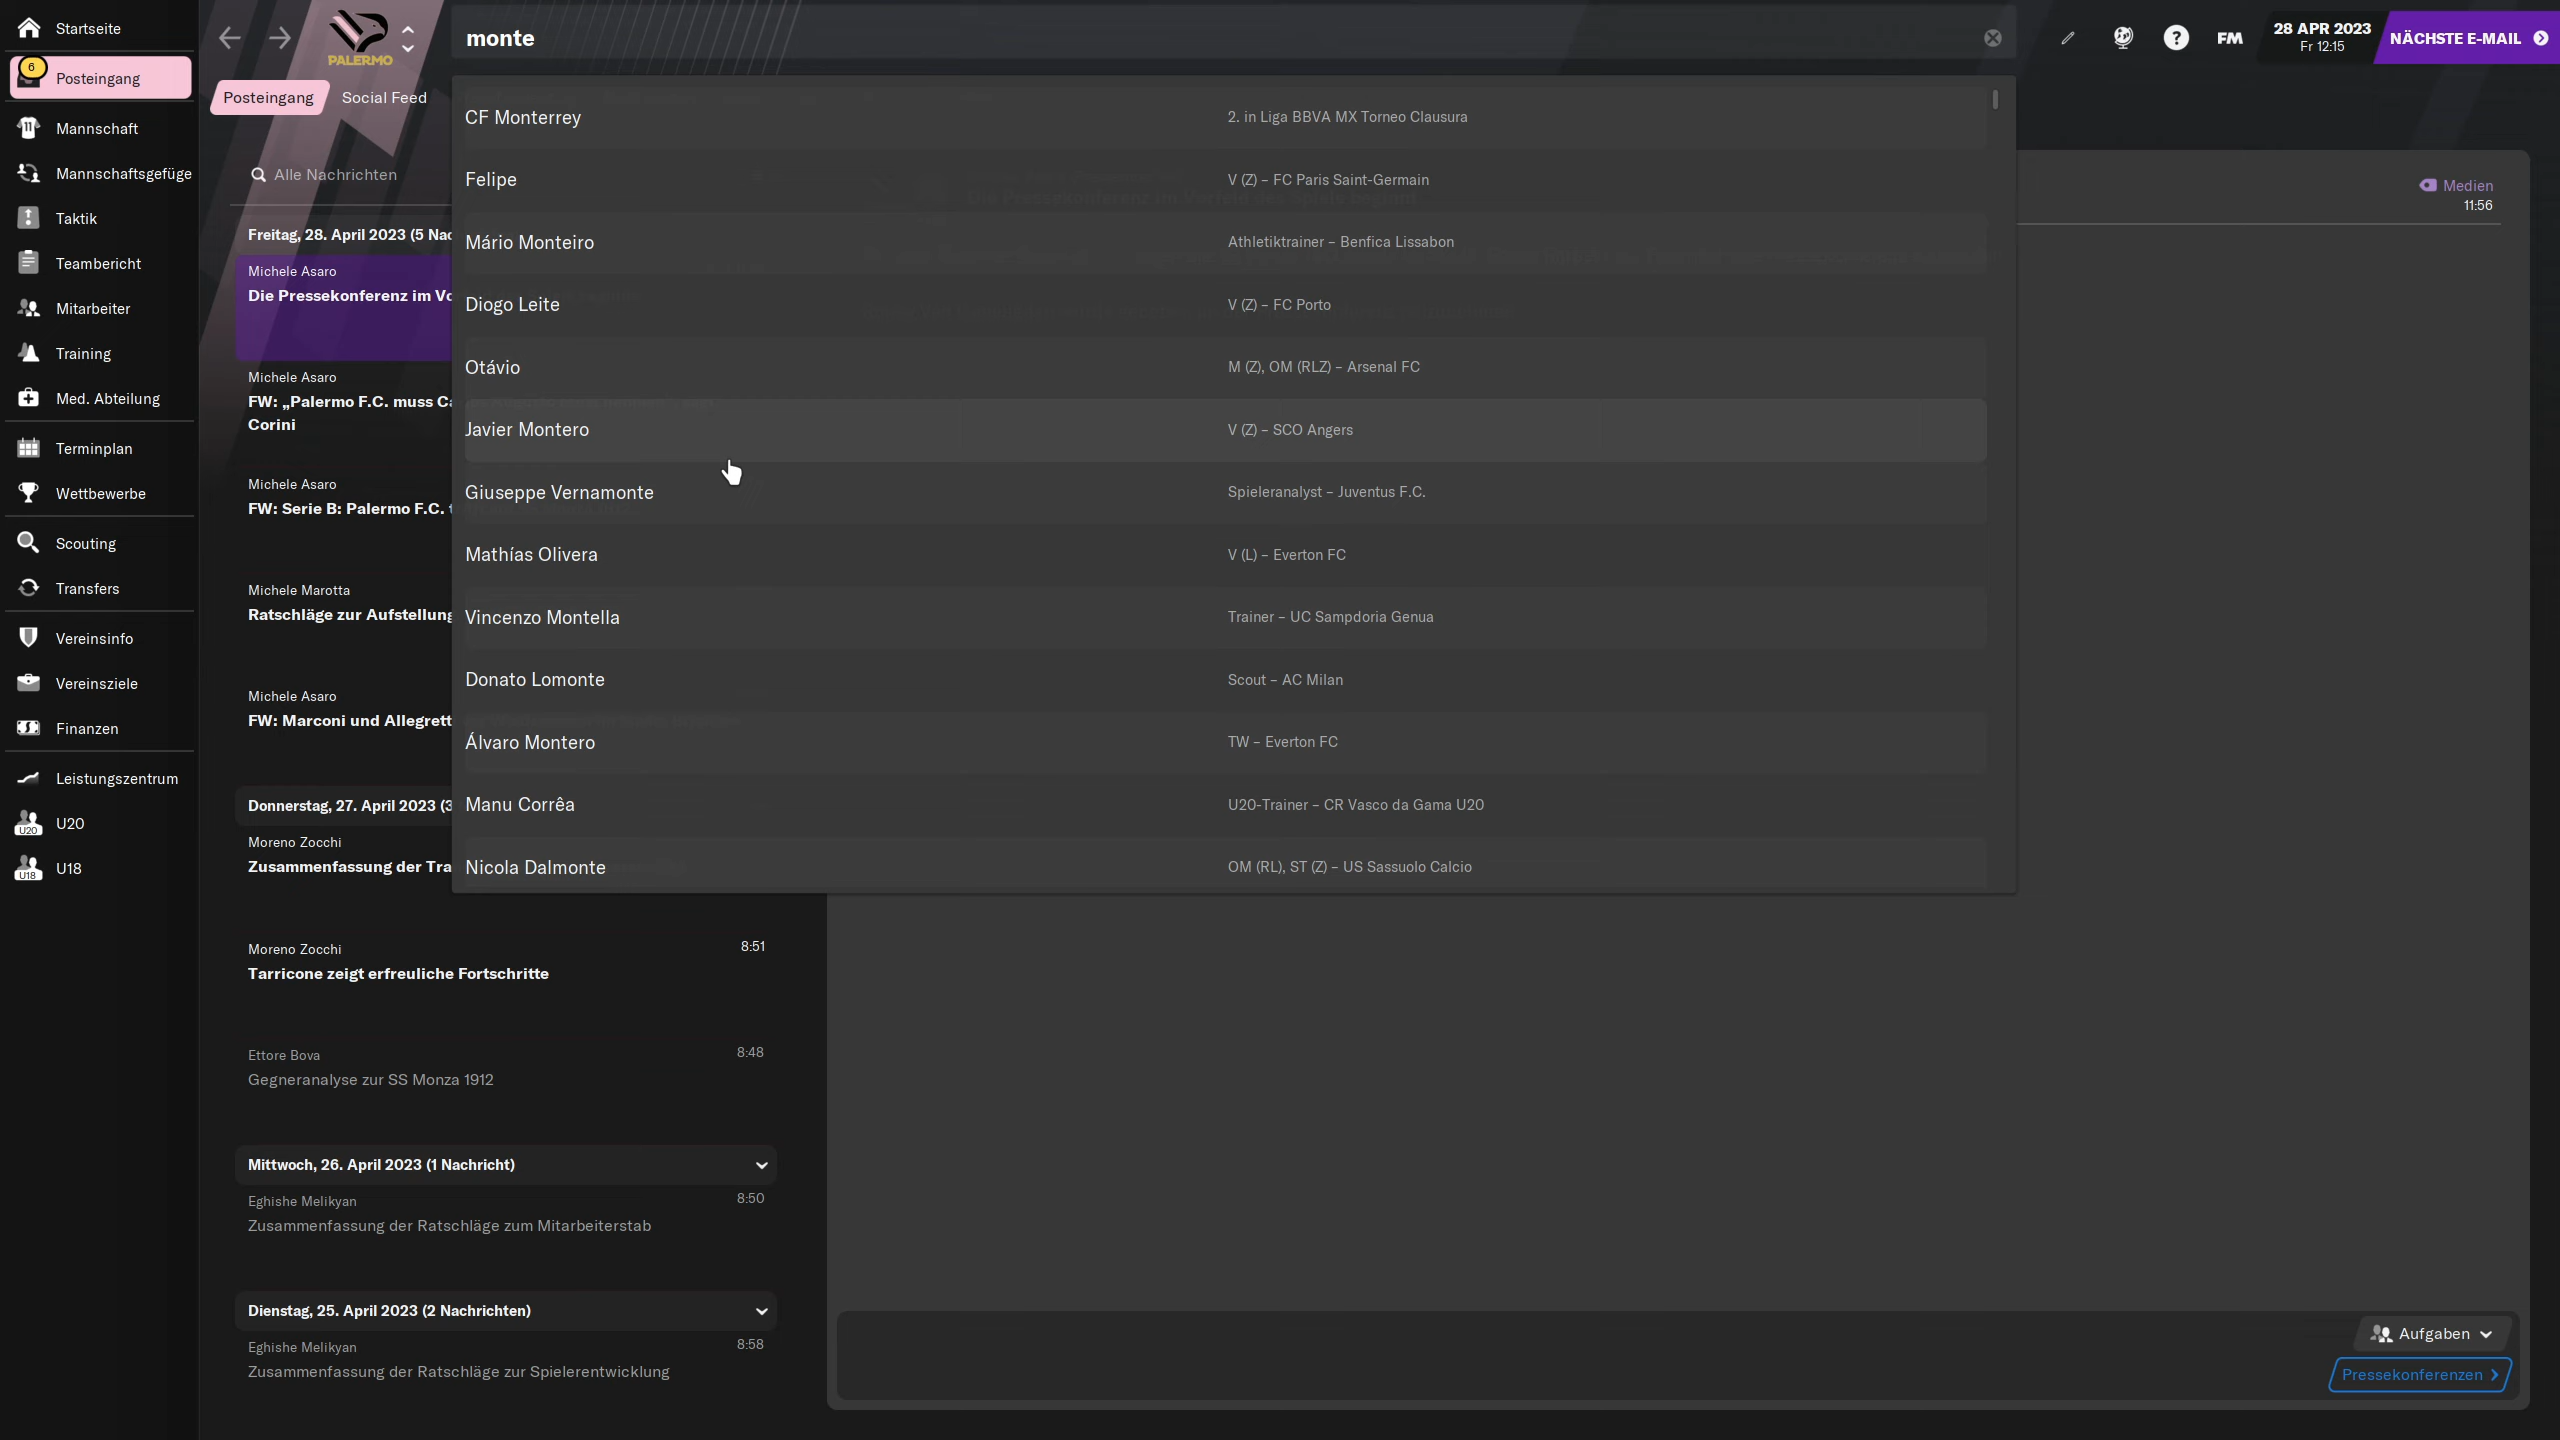 Startseite
6
Posteingang
Mannschaft
Mannschaftsgefüge
Taktik
Teambericht
Mitarbeiter
Training
Med. Abteilung
Terminplan
Wettbewerbe
Scouting
Transfers
Vereinsinfo
Vereinsziele
Finanzen
Leistungszentrum
U20
U20
U18
U18
PALERMO
monte
FM
28 APR 2023
Fr 12:15
NÄCHSTE E-MAIL
Posteingang
Social Feed
Alle Nachrichten
Freitag, 28. April 2023 (5 Nac
Michele Asaro
Die Pressekonferenz im Vo
Michele Asaro
FW: „Palermo F.C. muss Ca
Corini
Michele Asaro
FW: Serie B: Palermo F.C. t
Michele Marotta
Ratschläge zur Aufstellung
Michele Asaro
FW: Marconi und Allegrett
Donnerstag, 27. April 2023 (3
Moreno Zocchi
Zusammenfassung der Tra
Moreno Zocchi
8:51
Tarricone zeigt erfreuliche Fortschritte
Ettore Bova
8:48
Gegneranalyse zur SS Monza 1912
Mittwoch, 26. April 2023 (1 Nachricht)
Eghishe Melikyan
8:50
Zusammenfassung der Ratschläge zum Mitarbeiterstab
Dienstag, 25. April 2023 (2 Nachrichten)
Eghishe Melikyan
8:58
Zusammenfassung der Ratschläge zur Spielerentwicklung
CF Monterrey 2. in Liga BBVA MX Torneo Clausura
Felipe V (Z) – FC Paris Saint-Germain
Mário Monteiro Athletiktrainer – Benfica Lissabon
Diogo Leite V (Z) – FC Porto
Otávio M (Z), OM (RLZ) – Arsenal FC
Javier Montero V (Z) – SCO Angers
Giuseppe Vernamonte Spieleranalyst – Juventus F.C.
Mathías Olivera V (L) – Everton FC
Vincenzo Montella Trainer – UC Sampdoria Genua
Donato Lomonte Scout – AC Milan
Álvaro Montero TW – Everton FC
Manu Corrêa U20-Trainer – CR Vasco da Gama U20
Nicola Dalmonte OM (RL), ST (Z) – US Sassuolo Calcio
Medien
11:56
Aufgaben
Pressekonferenzen